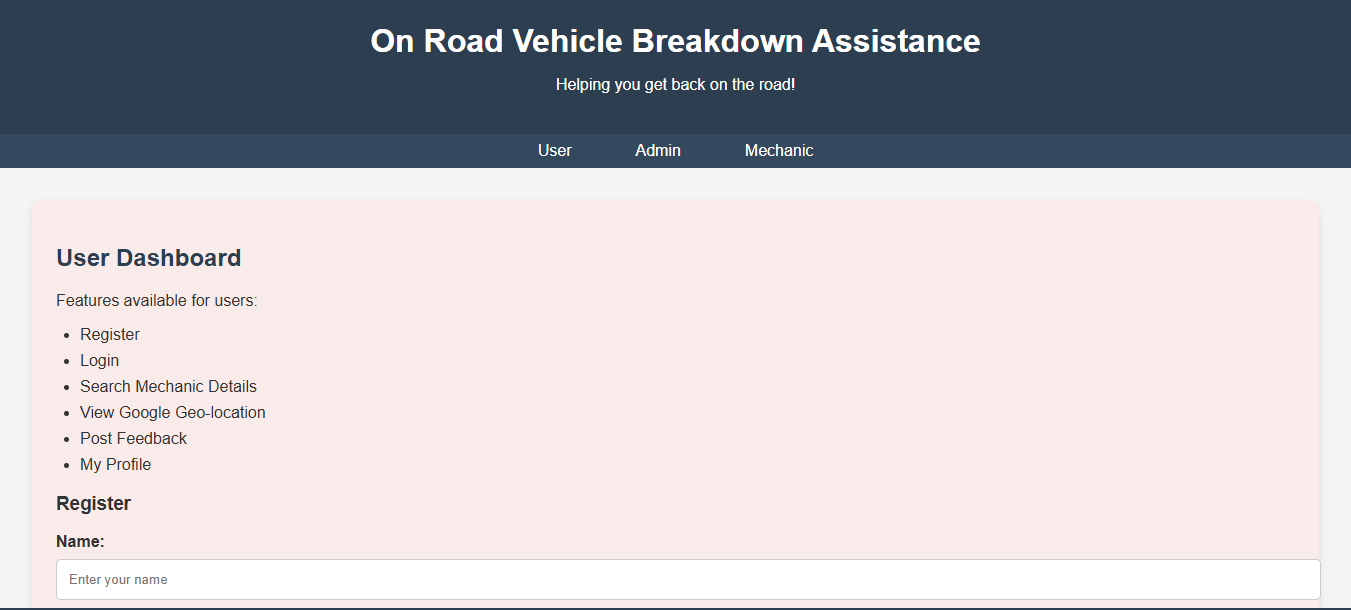 On Road Vehicle Breakdown Assistance
Helping you get back on the road!
User Admin Mechanic
User Dashboard
Features available for users:
Register
Login
Search Mechanic Details
View Google Geo-location
Post Feedback
My Profile
Register
Name:
Enter your name